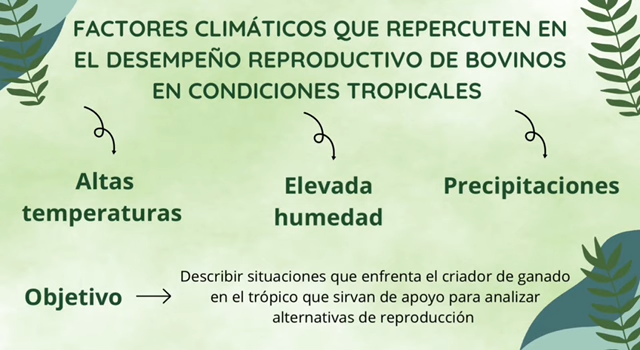 FACTORES CLIMÁTICOS QUE REPERCUTEN EN
EL DESEMPEÑO REPRODUCTIVO DE BOVINOS
EN CONDICIONES TROPICALES
Altas
temperaturas
Elevada
humedad
Precipitaciones
Objetivo
Describir situaciones que enfrenta el criador de ganado
en el trópico que sirvan de apoyo para analizar
alternativas de reproducción